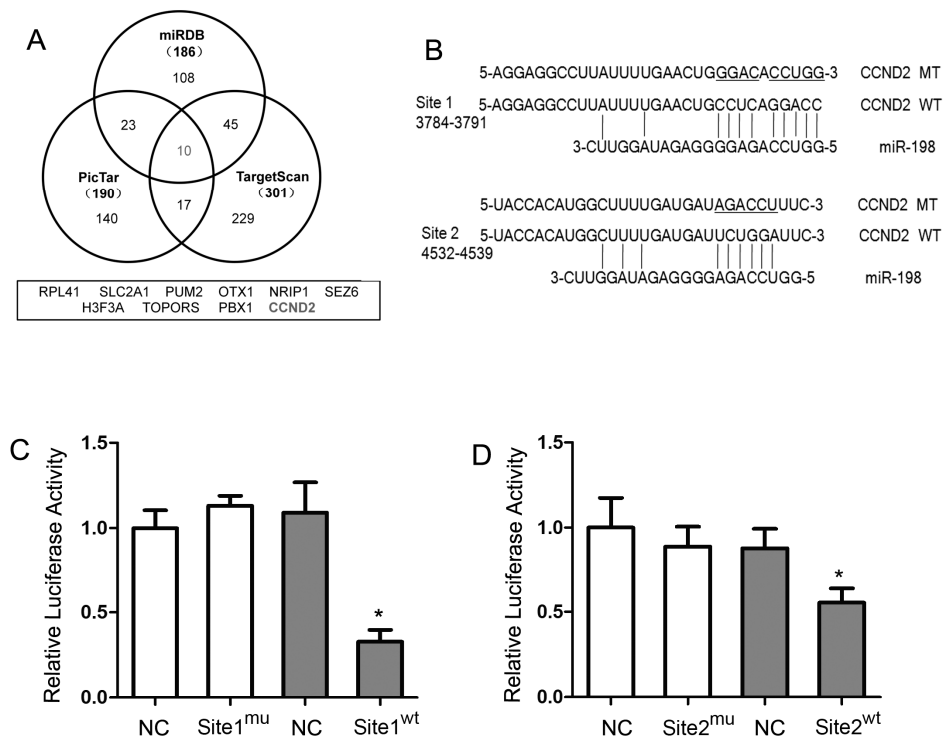 A
miRDB
(186)
108
23
45
10
PicTar
(190)
TargetScan
(301)
17
140
229
RPL41 SLC2A1 PUM2 OTX1 NRIP1 SEZ6
H3F3A TOPORS PBX1 CCND2
B
5-AGGAGGCCUUAUUUUGAACUGGGACACCUGG-3 CCND2 MT
Site 1
3784-3791
5-AGGAGGCCUUAUUUUGAACUGCCUCAGGACC CCND2 WT
3-CUUGGAUAGAGGGGAGACCUGG-5 miR-198
5-UACCACAUGGCUUUUGAUGAUAGACCUUUC-3 CCND2 MT
Site 2
4532-4539
5-UACCACAUGGCUUUUGAUGAUUCUGGAUUC-3 CCND2 WT
3-CUUGGAUAGAGGGGAGACCUGG-5 miR-198
C
Relative Luciferase Activity
1.5
1.0
0.5
0.0
*
NC Site1mu NC Site1wt
D
Relative Luciferase Activity
1.5
1.0
0.5
0.0
*
NC Site2mu NC Site2wt